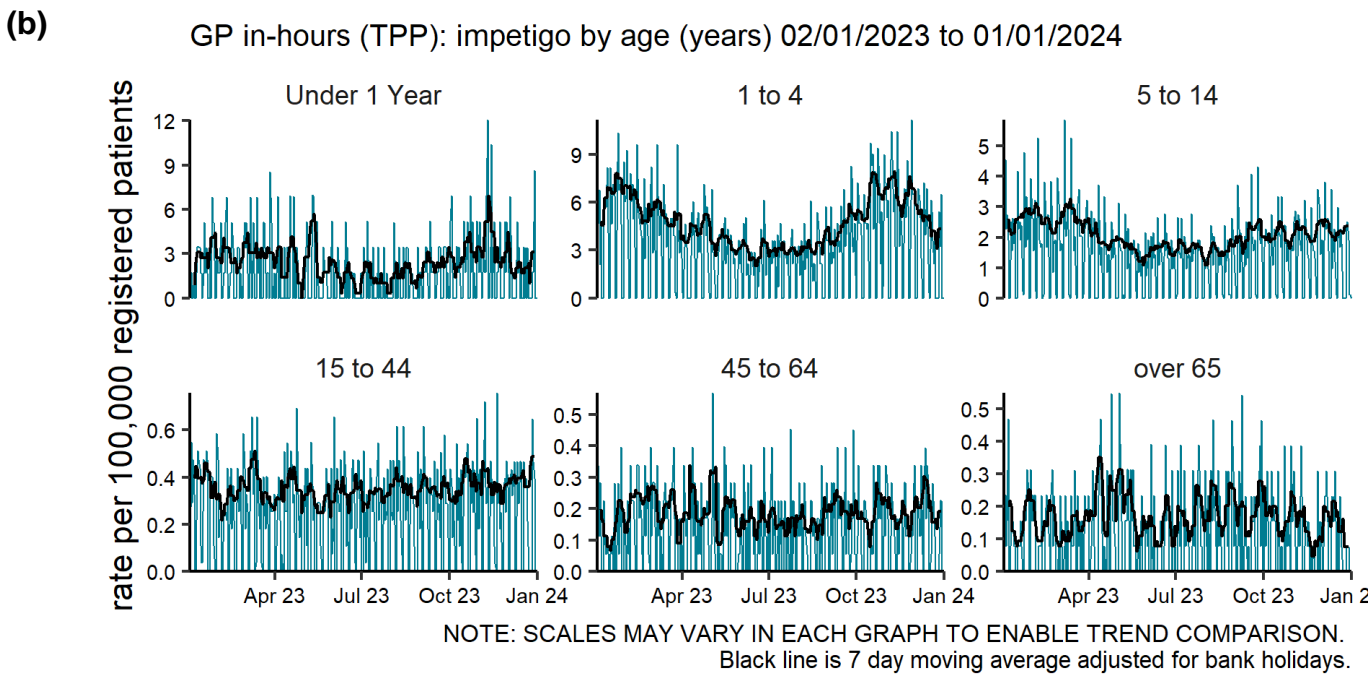 (b)
GP in-hours (TPP): impetigo by age (years) 02/01/2023 to 01/01/2024
rate per 100,000 registered patients
Under 1 Year
12
9
6
3
0
1 to 4
9
6
3
0
5 to 14
5
4
3
2
1
0
15 to 44
0.6
0.4
0.2
0.0
Apr 23 Jul 23 Oct 23 Jan 24
45 to 64
0.5
0.4
0.3
0.2
0.1
0.0
Apr 23 Jul 23 Oct 23 Jan 24
over 65
0.5
0.4
0.3
0.2
0.1
0.0
Apr 23 Jul 23 Oct 23 Jan 2
NOTE: SCALES MAY VARY IN EACH GRAPH TO ENABLE TREND COMPARISON.
Black line is 7 day moving average adjusted for bank holidays.